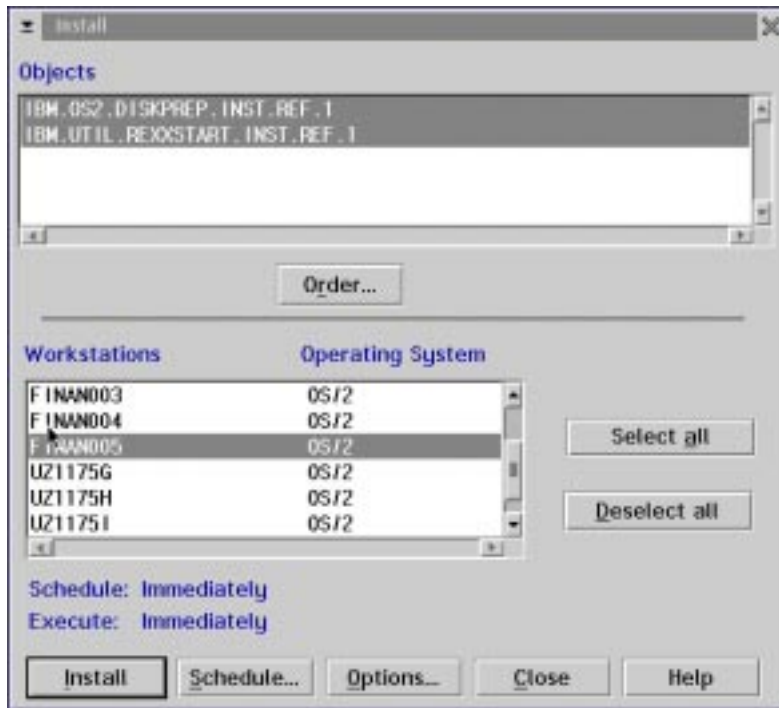 Install
Objects
IBM.OS2.DISKPREP.INST.REF.1
IBM.UTIL.REXXSTART.INST.REF.1
Order...
Workstations Operating System
FINAN003 OS/2
FINAN004 OS/2
FINAN005 OS/2
UZ1175G OS/2
UZ1175H OS/2
UZ1175I OS/2
Select all
Deselect all
Schedule: Immediately
Execute: Immediately
Install Schedule... Options... Close Help